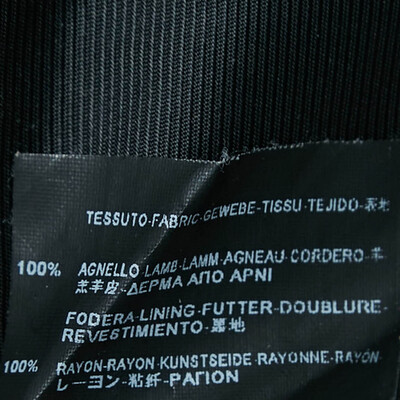 TESSUTO-FABRIC-GEWEBE-TISSU-TEJIDO-表地
100% AGNELLO-LAMB-LAMM-AGNEAU-CORDERO-羊
羔羊皮-ΔΕΡΜΑ ΑΠΟ ΑΡΝΙ
FODERA-LINING-FUTTER-DOUBLURE-
REVESTIMIENTO-裏地
100% RAYON-RAYON-KUNSTSEIDE-RAYONNE-RAYÓN-
レーヨン-粘纤-ΡΑΓΙΟΝ